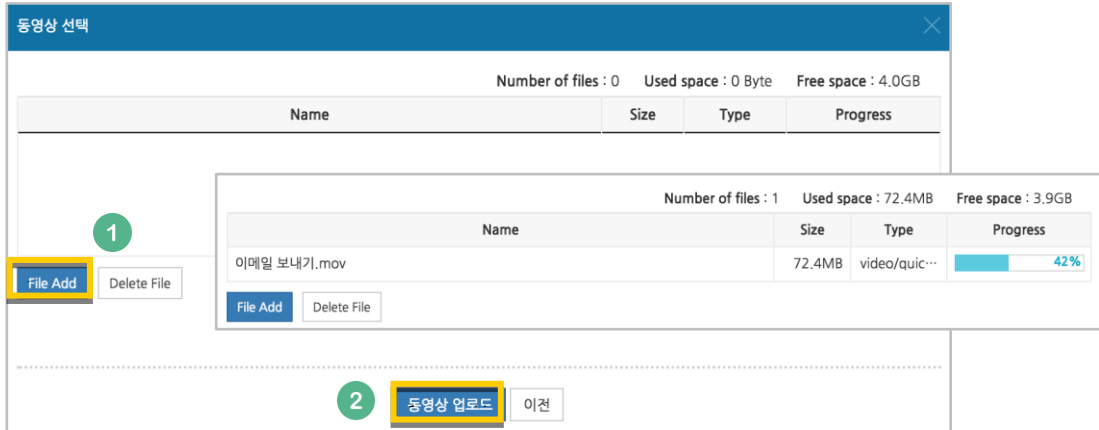 동영상 선택
Number of files : 0 Used space : 0 Byte Free space : 4.0GB
Name Size Type Progress
Number of files : 1 Used space : 72.4MB Free space : 3.9GB
Name Size Type Progress
이메일 보내기.mov 72.4MB video/quic··· 42%
File Add Delete File
1
File Add Delete File
2 동영상 업로드 이전